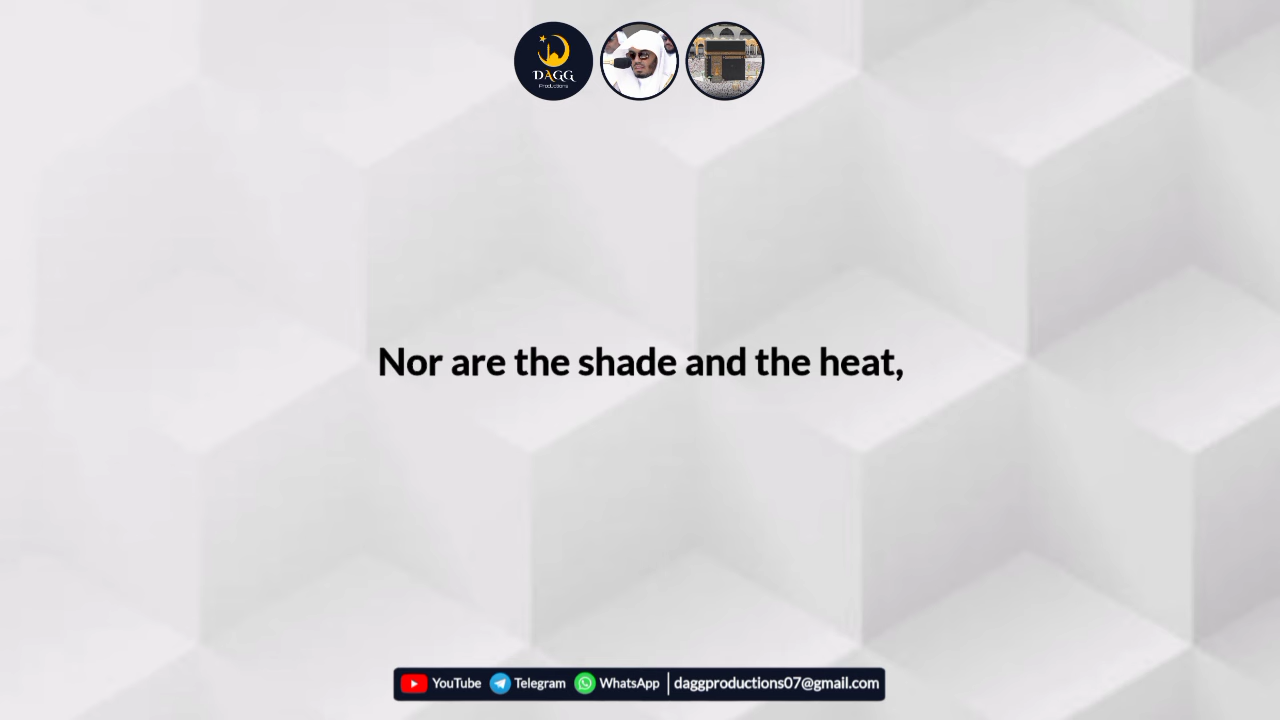 DAGG
Productions
Nor are the shade and the heat,
YouTube Telegram WhatsApp daggproductions07@gmail.com